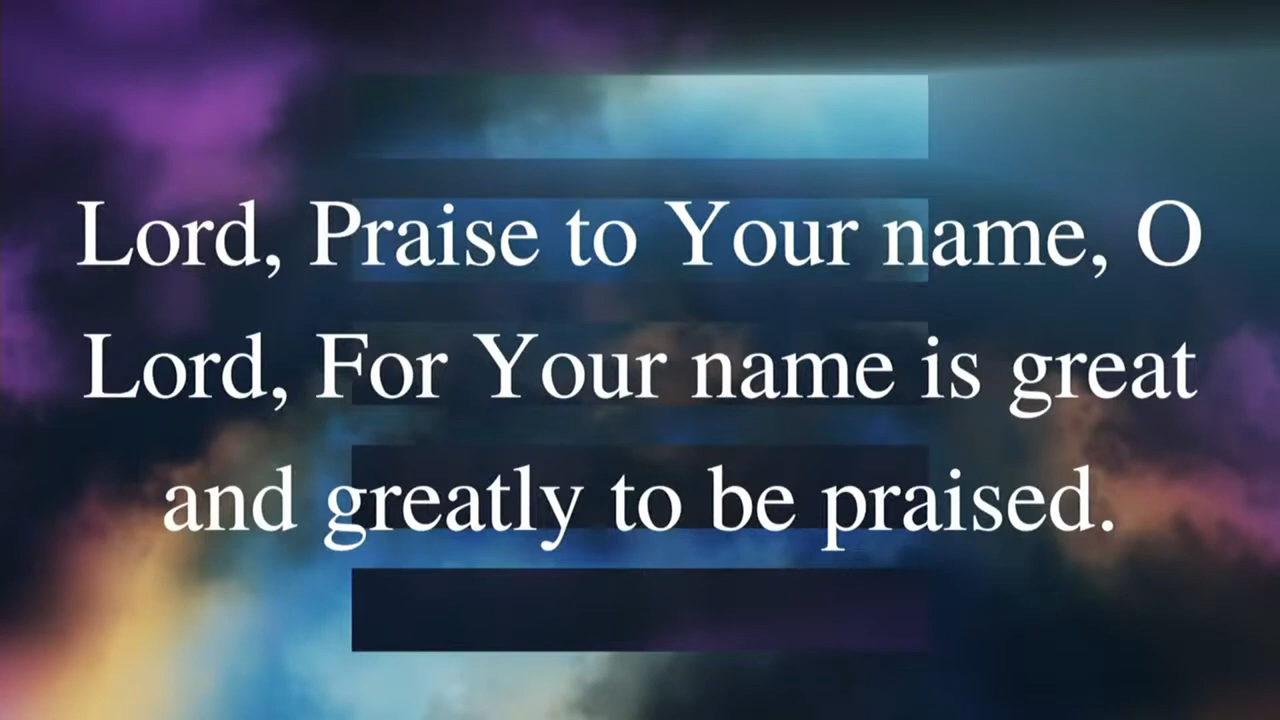 Lord, Praise to Your name, O
Lord, For Your name is great
and greatly to be praised.